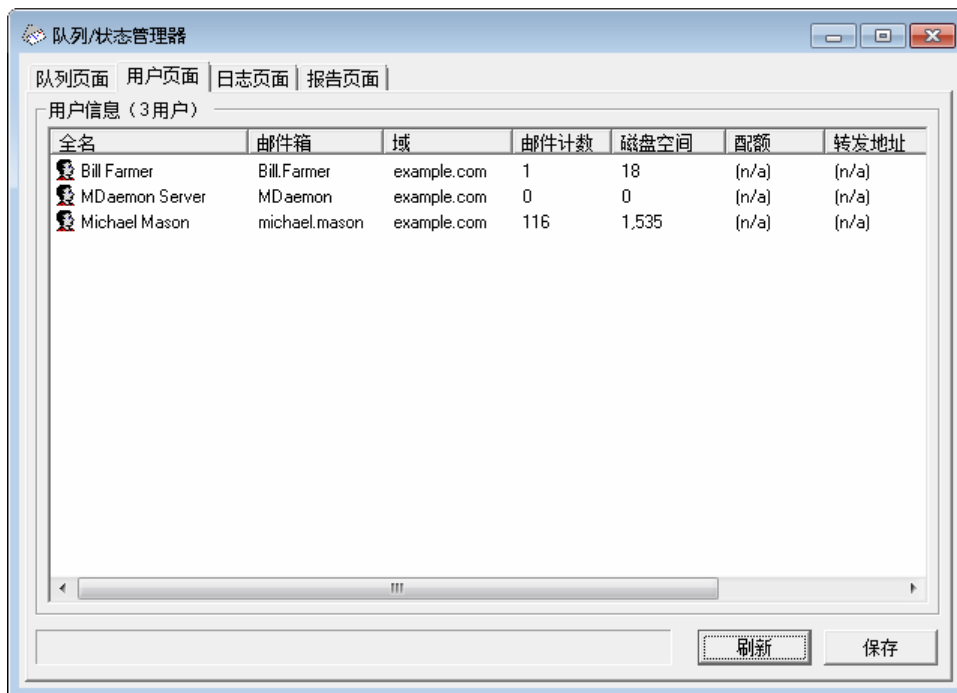 队列/状态管理器
队列页面 用户页面 日志页面 报告页面
用户信息（3用户）
全名 邮件箱 域 邮件计数 磁盘空间 配额 转发地址
Bill Farmer Bill.Farmer example.com 1 18 (n/a) (n/a)
MDaemon Server MDaemon example.com 0 0 (n/a) (n/a)
Michael Mason michael.mason example.com 116 1,535 (n/a) (n/a)
刷新 保存